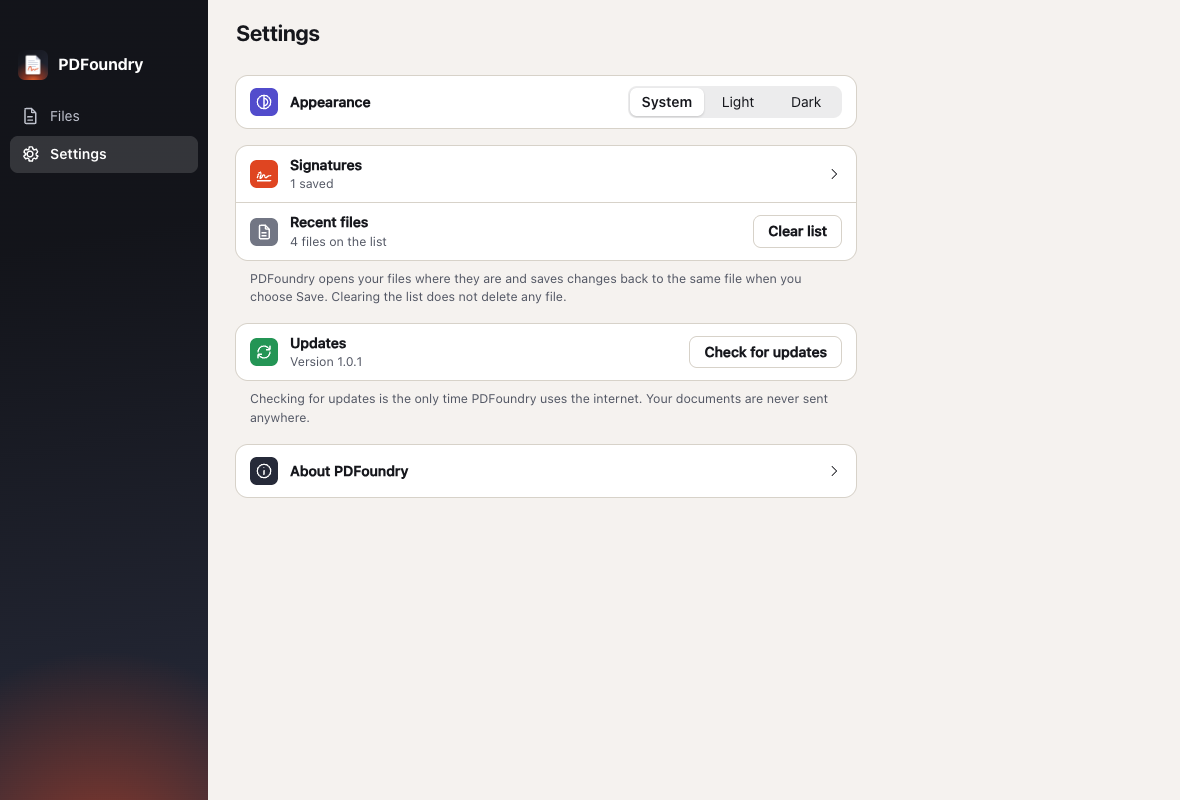 Settings
PDFoundry
Files
Settings
Appearance
System
Light
Dark
Signatures
1 saved
Recent files
4 files on the list
Clear list
PDFoundry opens your files where they are and saves changes back to the same file when you
choose Save. Clearing the list does not delete any file.
Updates
Version 1.0.1
Check for updates
Checking for updates is the only time PDFoundry uses the internet. Your documents are never sent
anywhere.
About PDFoundry